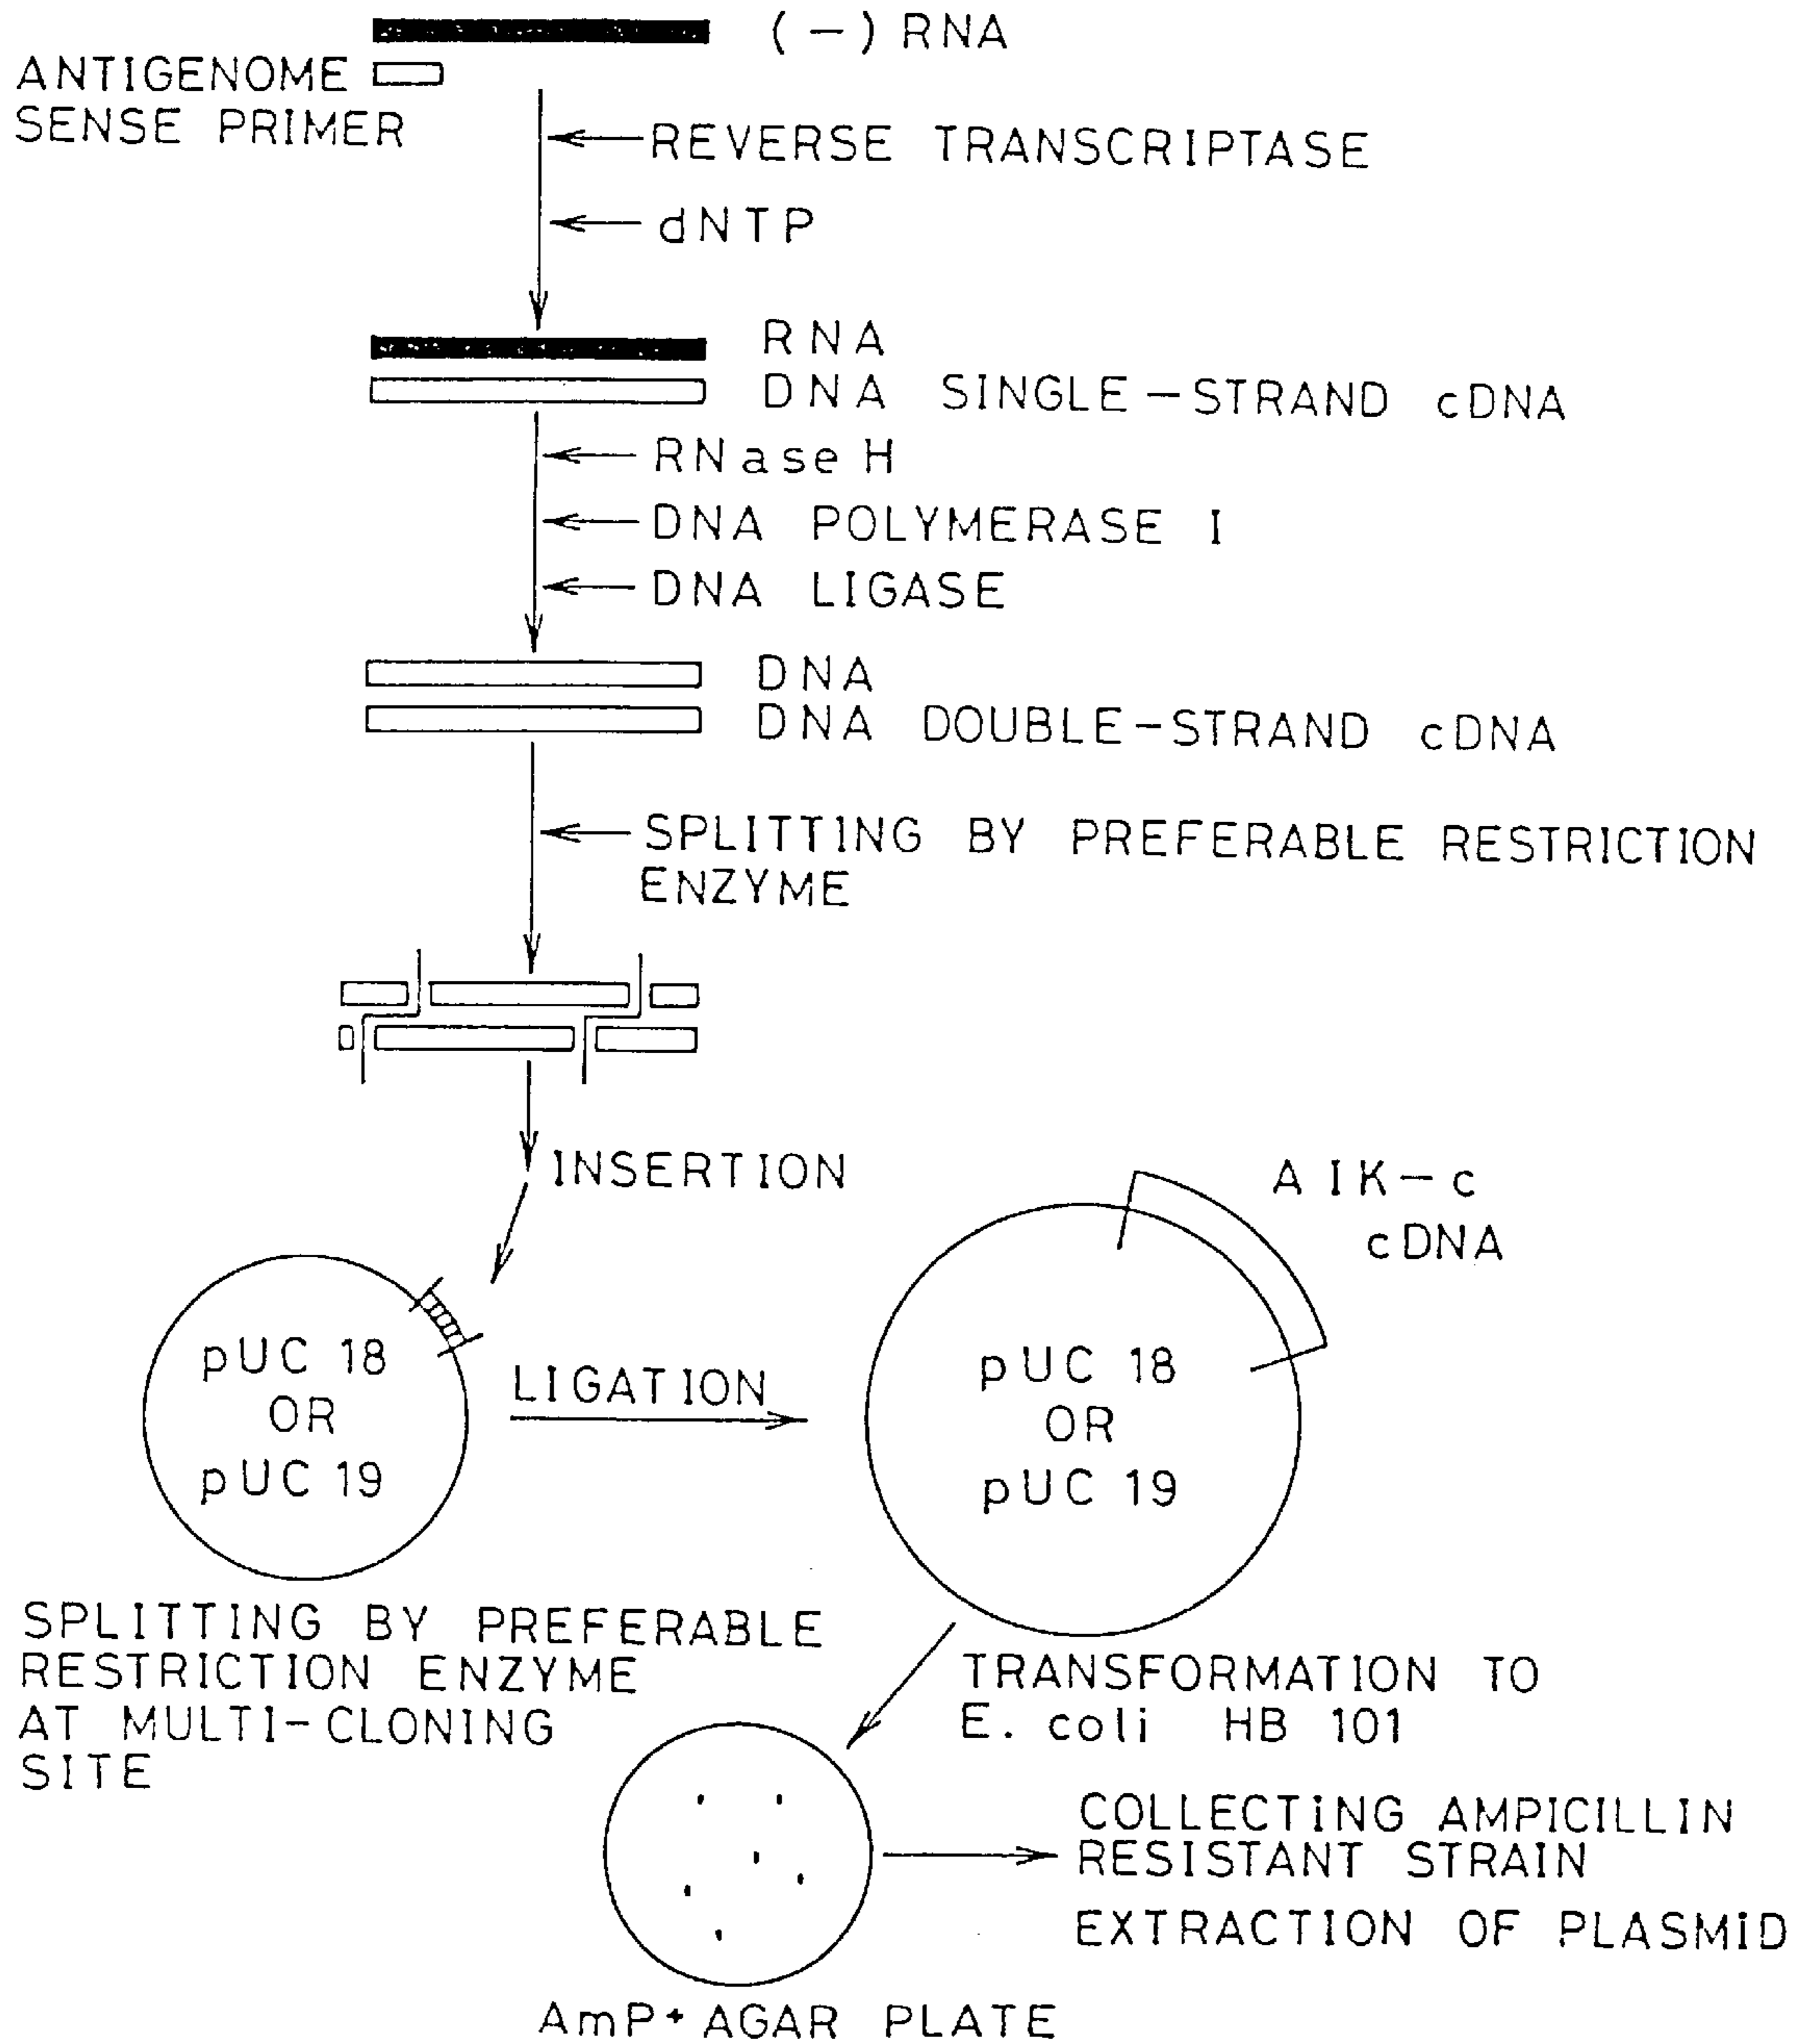 (-) RNA
ANTIGENOME
SENSE PRIMER
REVERSE TRANSCRIPTASE
dNTP
RNA
DNA SINGLE-STRAND cDNA
RNase H
DNA POLYMERASE I
DNA LIGASE
DNA
DNA DOUBLE-STRAND cDNA
SPLITTING BY PREFERABLE RESTRICTION
ENZYME
INSERTION
AIK-c
cDNA
pUC 18
OR
pUC 19
LIGATION
pUC 18
OR
pUC 19
SPLITTING BY PREFERABLE
RESTRICTION ENZYME
AT MULTI-CLONING
SITE
TRANSFORMATION TO
E. coli HB 101
COLLECTiNG AMPICILLIN
RESISTANT STRAIN
EXTRACTION OF PLASMiD
AmP+ AGAR PLATE